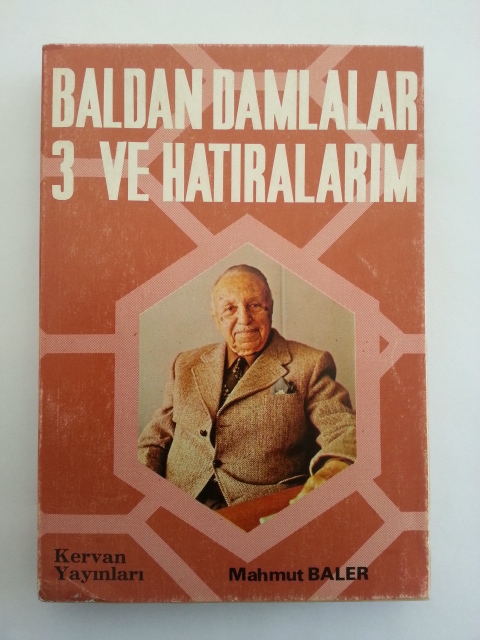 BALDAN DAMLALAR
3 VE HATIRALARIM
Kervan
Yayınları
Mahmut BALER